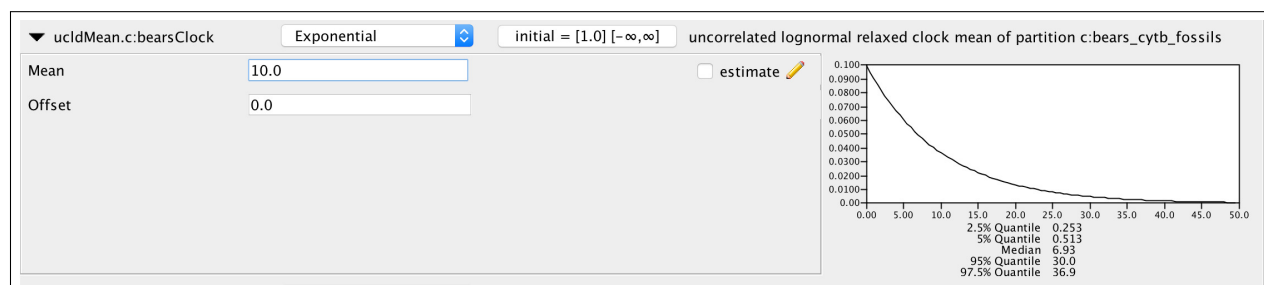 ucldMean.c:bearsClock Exponential initial = [1.0] [-∞,∞] uncorrelated lognormal relaxed clock mean of partition c:bears_cytb_fossils
Mean 10.0 estimate
Offset 0.0
0.100
0.0900
0.0800
0.0700
0.0600
0.0500
0.0400
0.0300
0.0200
0.0100
0.00
0.00 5.00 10.0 15.0 20.0 25.0 30.0 35.0 40.0 45.0 50.0
2.5% Quantile 0.253
5% Quantile 0.513
Median 6.93
95% Quantile 30.0
97.5% Quantile 36.9